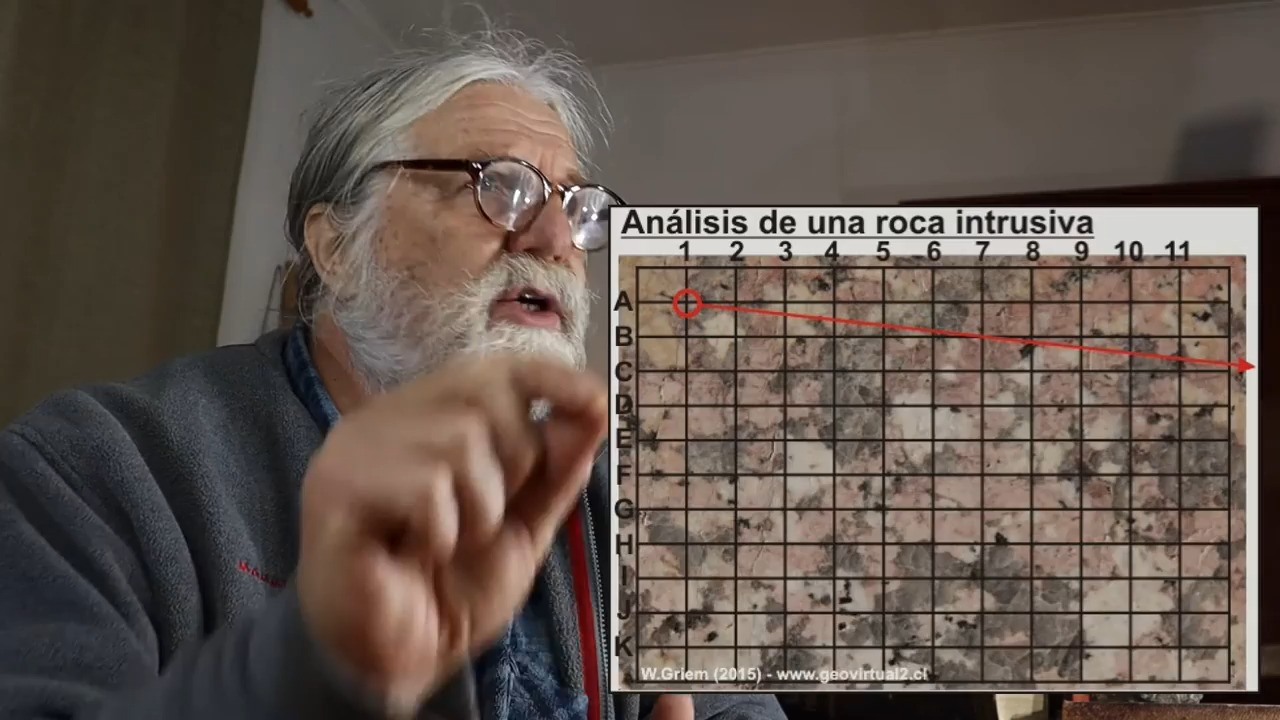 Análisis de una roca intrusiva
1 2 3 4 5 6 7 8 9 10 11
A
B
C
D
E
F
G
H
I
J
K
W.Griem (2015) - www.geovirtual2.cl